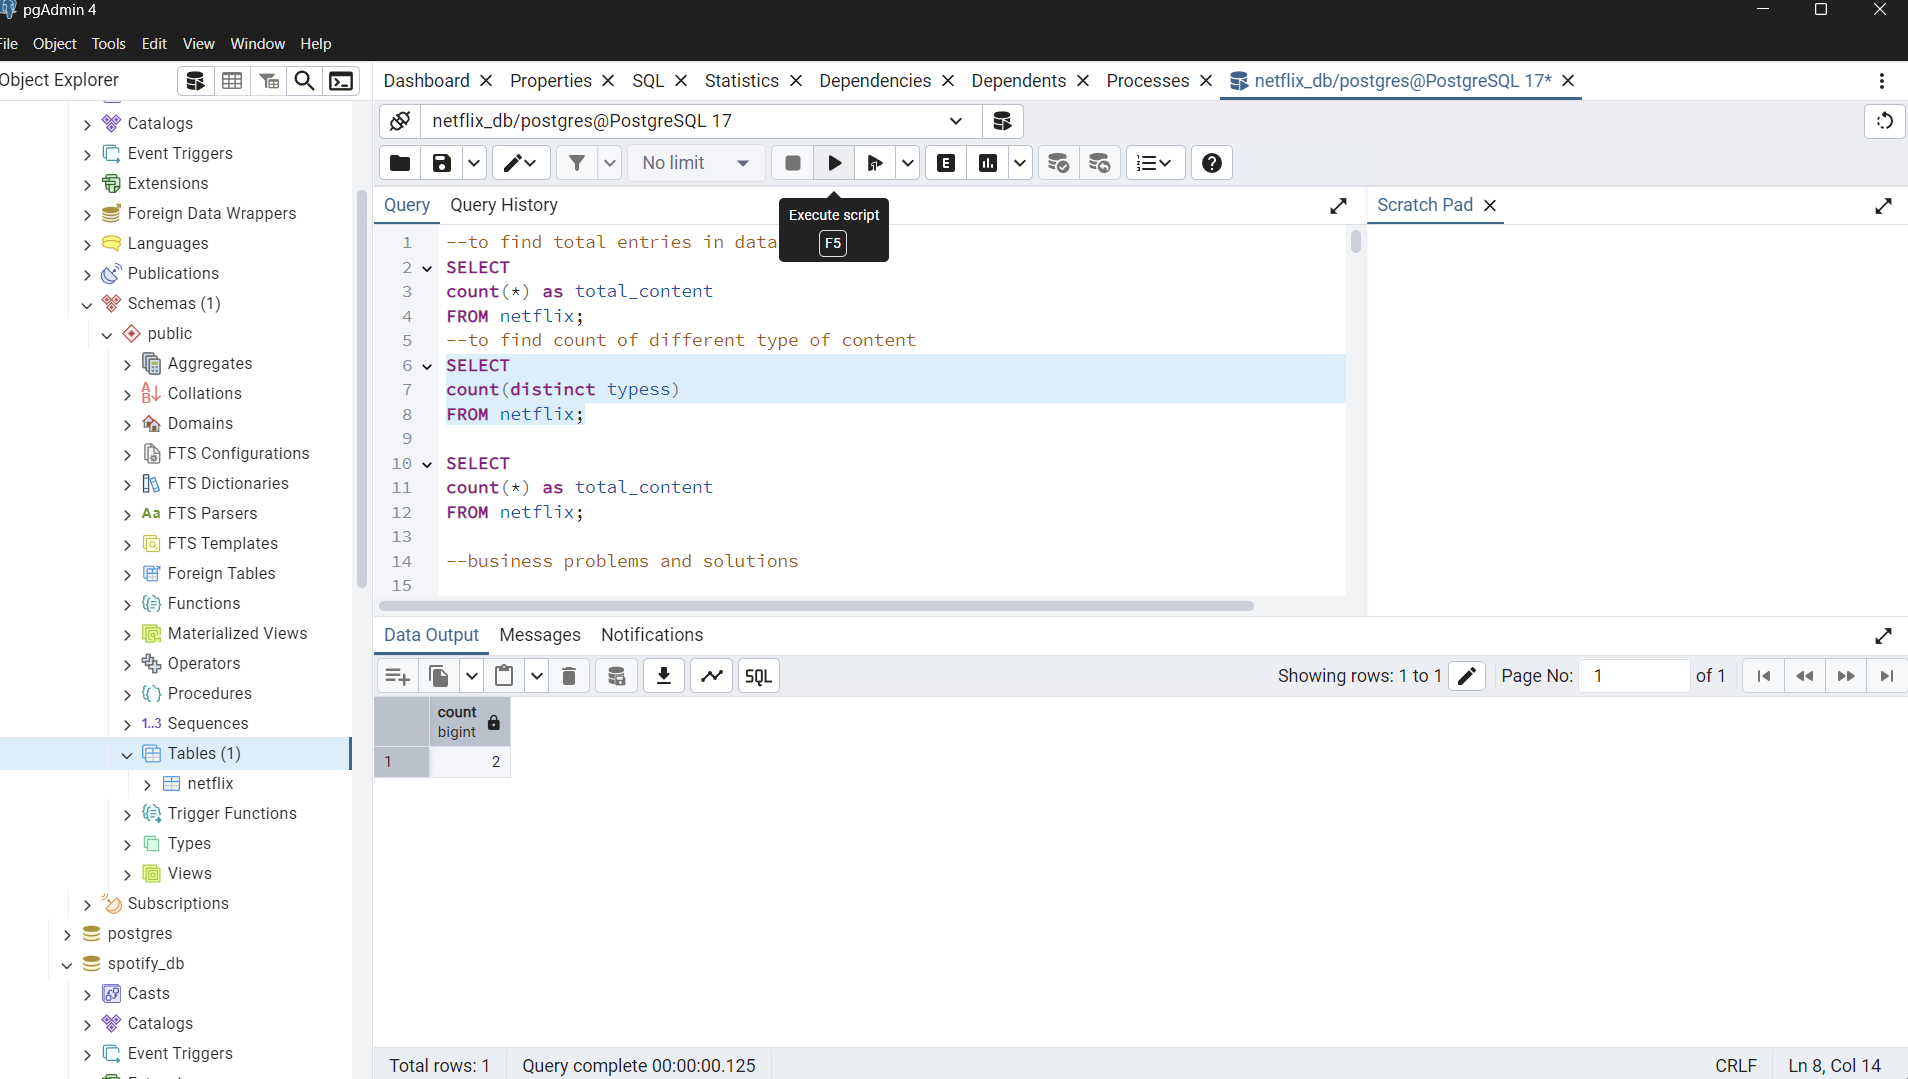 pgAdmin 4
File Object Tools Edit View Window Help
Object Explorer
Dashboard Properties SQL Statistics Dependencies Dependents Processes netflix_db/postgres@PostgreSQL 17*
netflix_db/postgres@PostgreSQL 17
No limit
E
Query Query History
Execute script
F5
Scratch Pad
Catalogs
Event Triggers
Extensions
Foreign Data Wrappers
Languages
Publications
Schemas (1)
public
Aggregates
Collations
Domains
FTS Configurations
FTS Dictionaries
FTS Parsers
FTS Templates
Foreign Tables
Functions
Materialized Views
Operators
Procedures
1..3 Sequences
Tables (1)
netflix
Trigger Functions
Types
Views
Subscriptions
postgres
spotify_db
Casts
Catalogs
Event Triggers
1 --to find total entries in data
2 SELECT
3 count(*) as total_content
4 FROM netflix;
5 --to find count of different type of content
6 SELECT
7 count(distinct typess)
8 FROM netflix;
9
10 SELECT
11 count(*) as total_content
12 FROM netflix;
13
14 --business problems and solutions
15
Data Output Messages Notifications
SQL
Showing rows: 1 to 1 Page No: 1 of 1
count
bigint
1 2
Total rows: 1 Query complete 00:00:00.125 CRLF Ln 8, Col 14